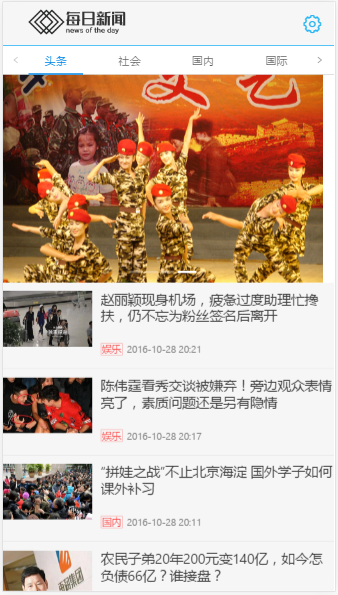 每日新闻
news of the day
头条
社会
国内
国际
文 艺
赵丽颖现身机场，疲惫过度助理忙搀
扶，仍不忘为粉丝签名后离开
娱乐 2016-10-28 20:21
陈伟霆看秀交谈被嫌弃！旁边观众表情
亮了，素质问题还是另有隐情
娱乐 2016-10-28 20:17
“拼娃之战”不止北京海淀 国外学子如何
课外补习
国内 2016-10-28 20:11
农民子弟20年200元变140亿，如今怎
负债66亿？谁接盘？